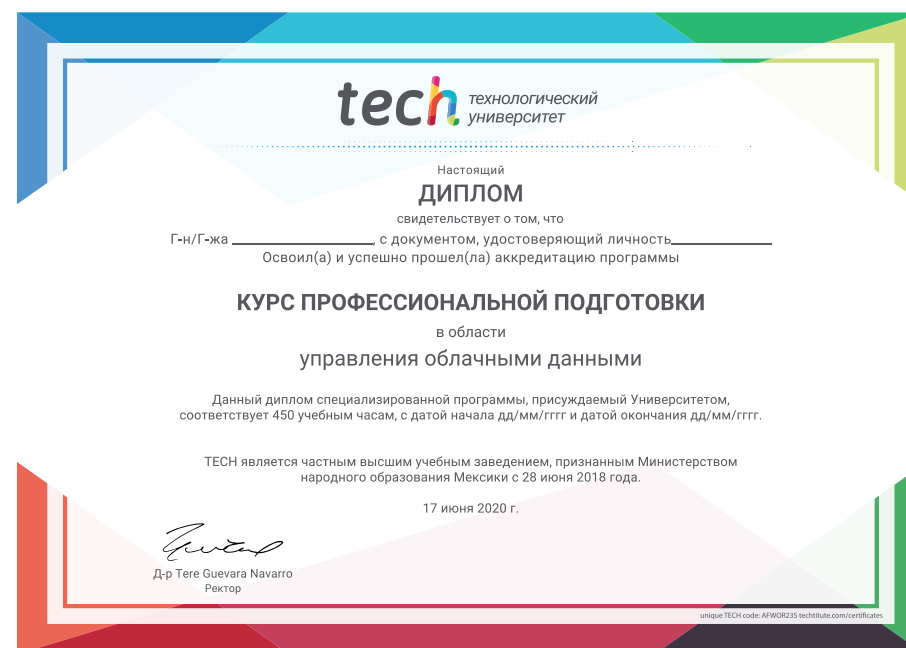 tech технологический
университет
Настоящий
ДИПЛОМ
свидетельствует о том, что
Г-н/Г-жа ____________________, с документом, удостоверяющий личность______________
Освоил(а) и успешно прошел(ла) аккредитацию программы
КУРС ПРОФЕССИОНАЛЬНОЙ ПОДГОТОВКИ
в области
управления облачными данными
Данный диплом специализированной программы, присуждаемый Университетом,
соответствует 450 учебным часам, с датой начала дд/мм/гггг и датой окончания дд/мм/гггг.
ТЕСН является частным высшим учебным заведением, признанным Министерством
народного образования Мексики с 28 июня 2018 года.
17 июня 2020 г.
Д-р Tere Guevara Navarro
Ректор
unique TECH code: AFWOR23S techtitute.com/certificates